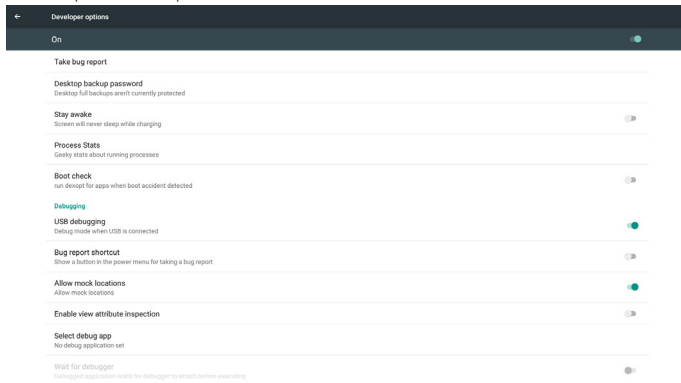 Developer options
On
Take bug report
Desktop backup password
Desktop full backups aren't currently protected
Stay awake
Screen will never sleep while charging
Process Stats
Geeky stats about running processes
Boot check
run dexopt for apps when boot accident detected
Debugging
USB debugging
Debug mode when USB is connected
Bug report shortcut
Show a button in the power menu for taking a bug report
Allow mock locations
Allow mock locations
Enable view attribute inspection
Select debug app
No debug application set
Wait for debugger
Debugged application waits for debugger to attach before executing